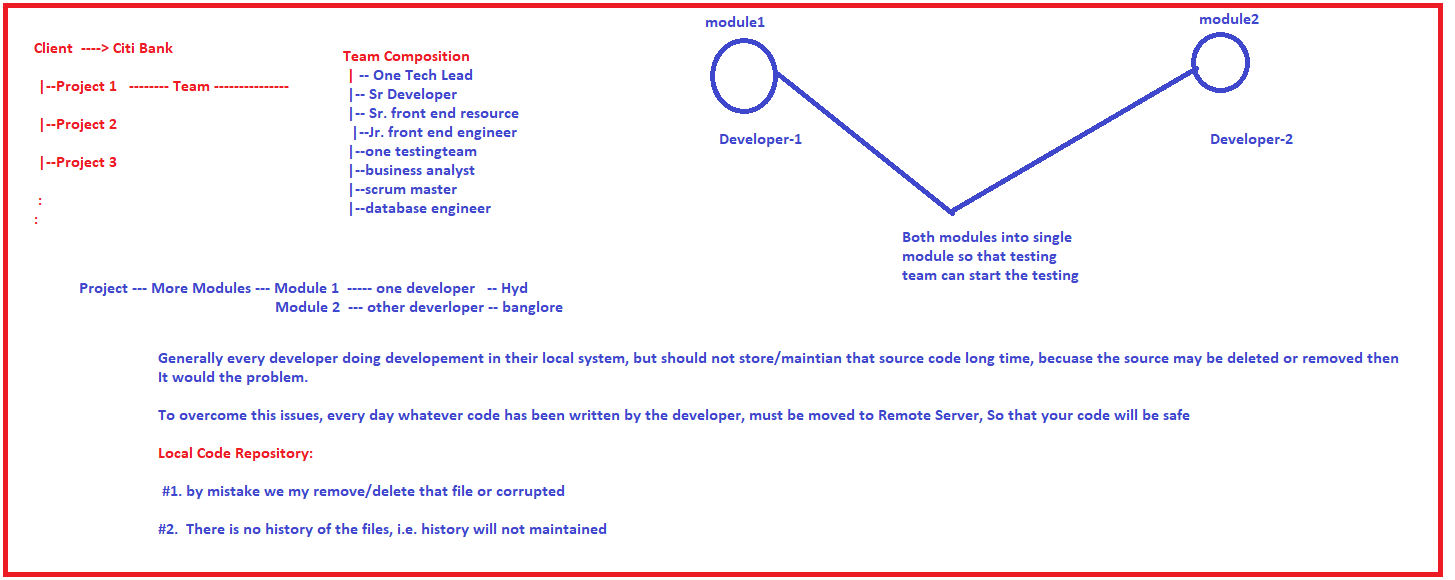 Client ----> Citi Bank
|--Project 1 -------- Team ---------------
|--Project 2
|--Project 3
:
:
Team Composition
| -- One Tech Lead
|-- Sr Developer
|-- Sr. front end resource
|--Jr. front end engineer
|--one testingteam
|--business analyst
|--scrum master
|--database engineer
module1
module2
Developer-1
Developer-2
Both modules into single
module so that testing
team can start the testing
Project --- More Modules --- Module 1 ----- one developer -- Hyd
Module 2 --- other deverloper -- banglore
Generally every developer doing developement in their local system, but should not store/maintian that source code long time, becuase the source may be deleted or removed then
It would the problem.
To overcome this issues, every day whatever code has been written by the developer, must be moved to Remote Server, So that your code will be safe
Local Code Repository:
#1. by mistake we my remove/delete that file or corrupted
#2. There is no history of the files, i.e. history will not maintained